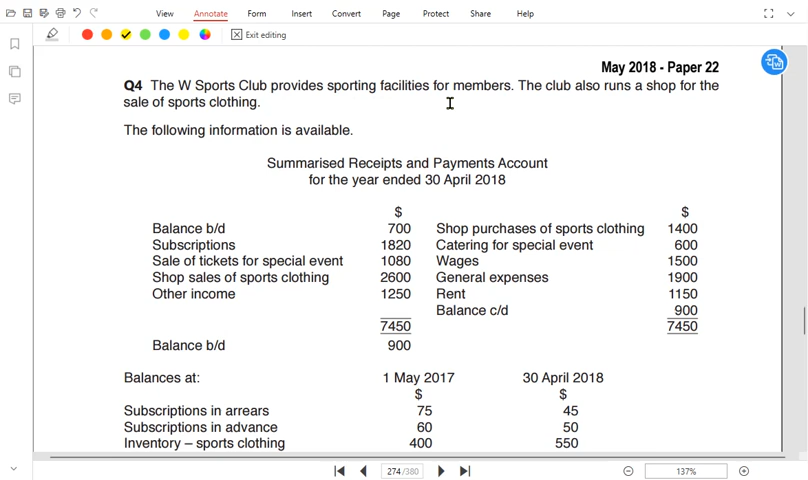 View Annotate Form Insert Convert Page Protect Share Help
Exit editing
May 2018 - Paper 22
Q4 The W Sports Club provides sporting facilities for members. The club also runs a shop for the
sale of sports clothing.
The following information is available.
Summarised Receipts and Payments Account
for the year ended 30 April 2018
$ $
Balance b/d 700 Shop purchases of sports clothing 1400
Subscriptions 1820 Catering for special event 600
Sale of tickets for special event 1080 Wages 1500
Shop sales of sports clothing 2600 General expenses 1900
Other income 1250 Rent 1150
Balance c/d 900
7450 7450
Balance b/d 900
Balances at: 1 May 2017 30 April 2018
$ $
Subscriptions in arrears 75 45
Subscriptions in advance 60 50
Inventory – sports clothing 400 550
274 /380 137%